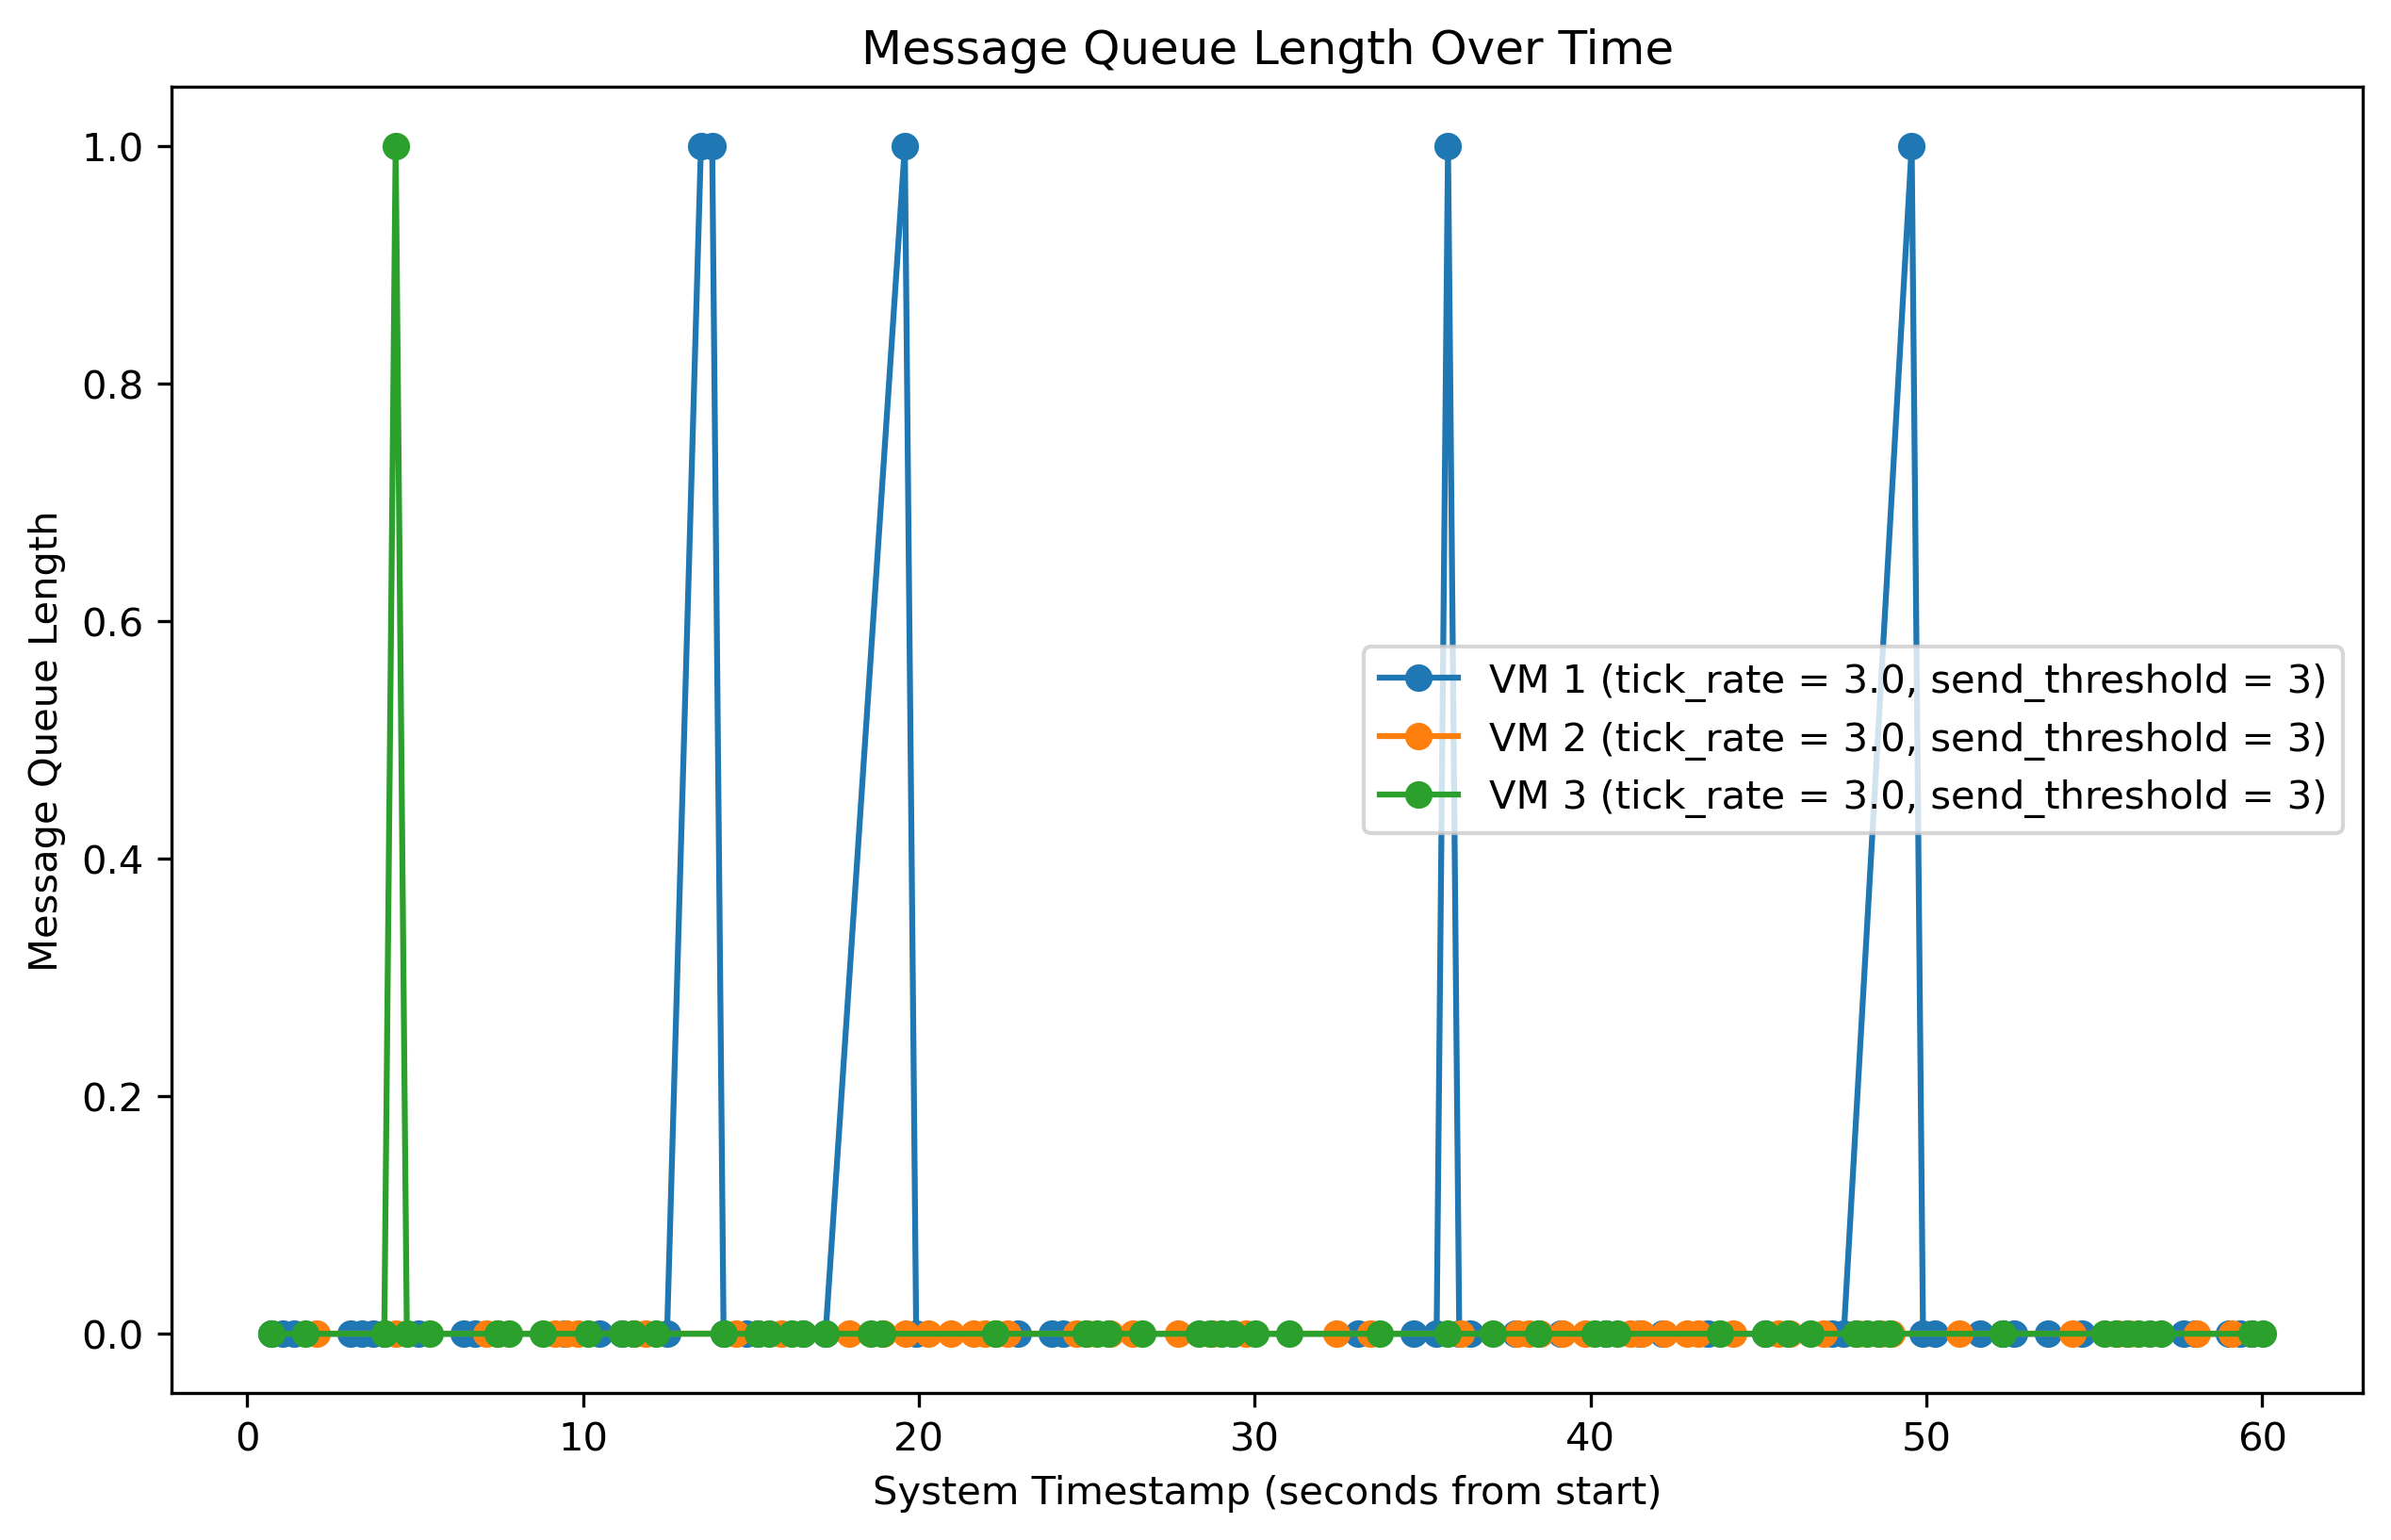 Message Queue Length Over Time
Message Queue Length
1.0
0.8
0.6
0.4
0.2
0.0
VM 1 (tick_rate = 3.0, send_threshold = 3)
VM 2 (tick_rate = 3.0, send_threshold = 3)
VM 3 (tick_rate = 3.0, send_threshold = 3)
0 10 20 30 40 50 60
System Timestamp (seconds from start)